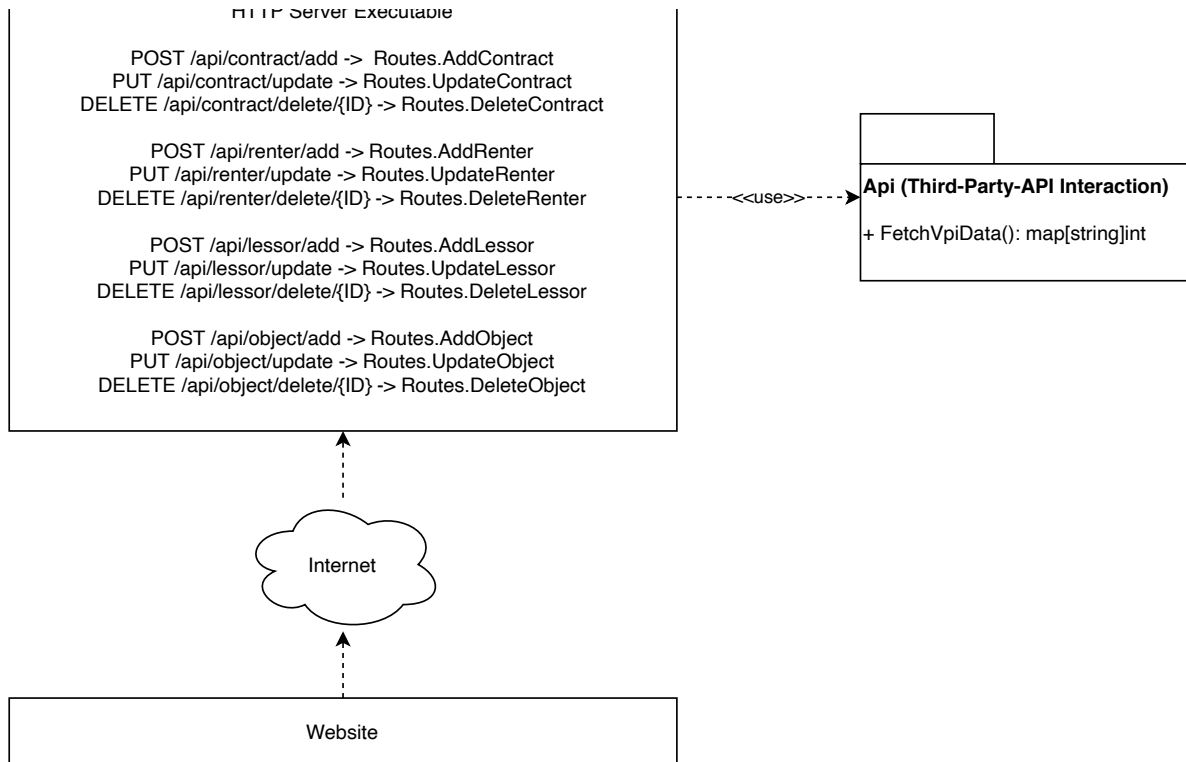 HTTP Server Executable
POST /api/contract/add -> Routes.AddContract
PUT /api/contract/update -> Routes.UpdateContract
DELETE /api/contract/delete/{ID} -> Routes.DeleteContract
POST /api/renter/add -> Routes.AddRenter
PUT /api/renter/update -> Routes.UpdateRenter
DELETE /api/renter/delete/{ID} -> Routes.DeleteRenter
POST /api/lessor/add -> Routes.AddLessor
PUT /api/lessor/update -> Routes.UpdateLessor
DELETE /api/lessor/delete/{ID} -> Routes.DeleteLessor
POST /api/object/add -> Routes.AddObject
PUT /api/object/update -> Routes.UpdateObject
DELETE /api/object/delete/{ID} -> Routes.DeleteObject
<<use>>
Api (Third-Party-API Interaction)
+ FetchVpiData(): map[string]int
Internet
Website